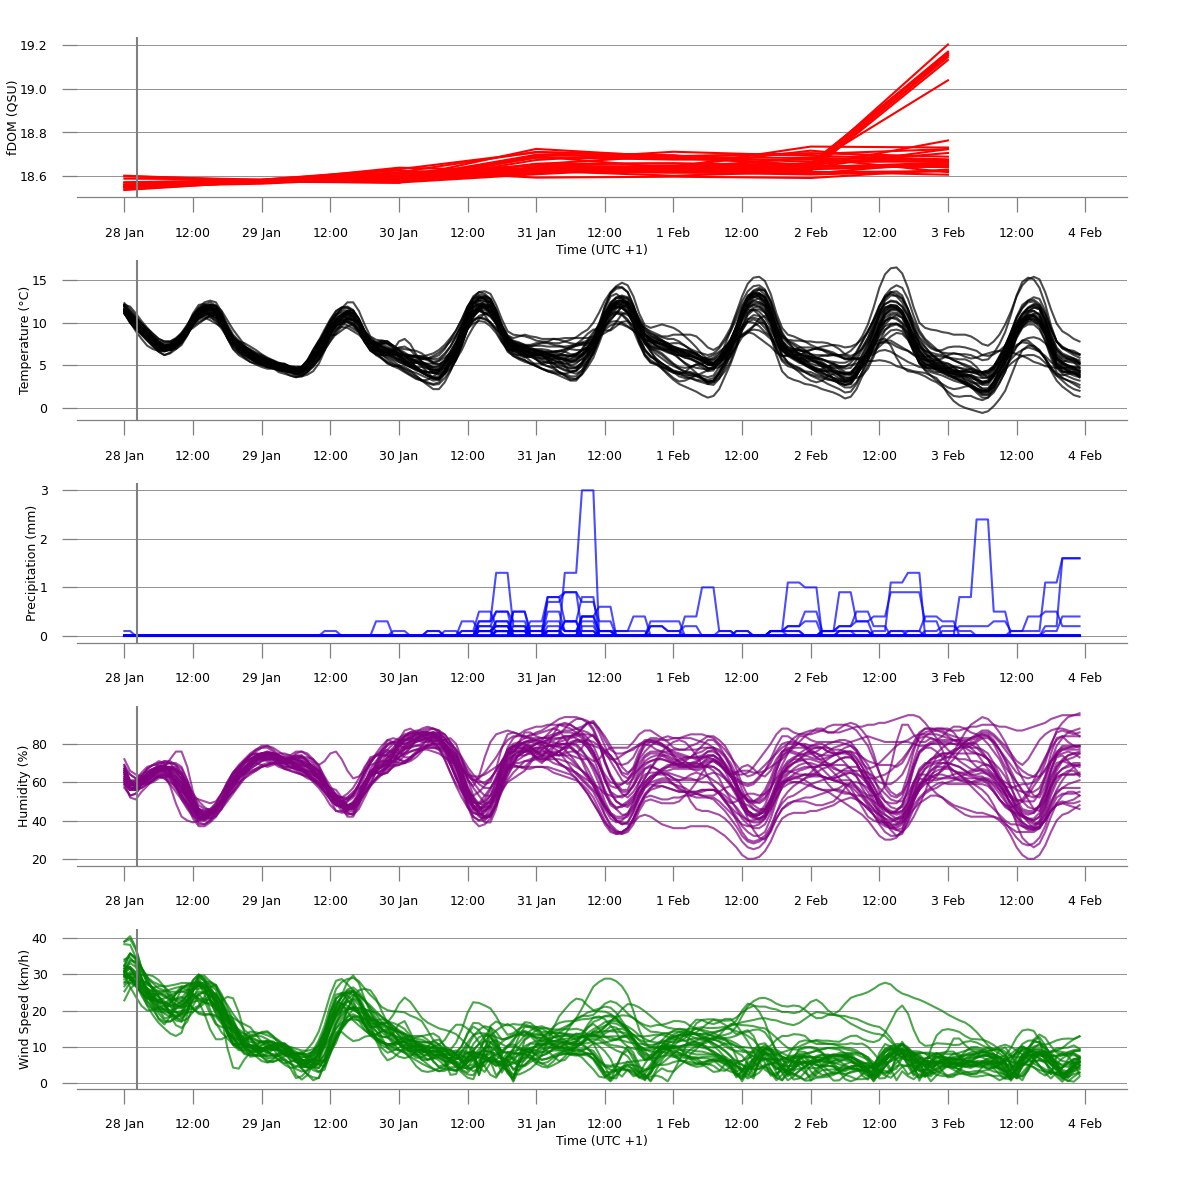 19.2
19.0
18.8
18.6
fDOM (QSU)
28 Jan 12:00 29 Jan 12:00 30 Jan 12:00 31 Jan 12:00 1 Feb 12:00 2 Feb 12:00 3 Feb 12:00 4 Feb
Time (UTC +1)
15
10
5
0
Temperature (°C)
28 Jan 12:00 29 Jan 12:00 30 Jan 12:00 31 Jan 12:00 1 Feb 12:00 2 Feb 12:00 3 Feb 12:00 4 Feb
3
2
1
0
Precipitation (mm)
28 Jan 12:00 29 Jan 12:00 30 Jan 12:00 31 Jan 12:00 1 Feb 12:00 2 Feb 12:00 3 Feb 12:00 4 Feb
80
60
40
20
Humidity (%)
28 Jan 12:00 29 Jan 12:00 30 Jan 12:00 31 Jan 12:00 1 Feb 12:00 2 Feb 12:00 3 Feb 12:00 4 Feb
40
30
20
10
0
Wind Speed (km/h)
28 Jan 12:00 29 Jan 12:00 30 Jan 12:00 31 Jan 12:00 1 Feb 12:00 2 Feb 12:00 3 Feb 12:00 4 Feb
Time (UTC +1)